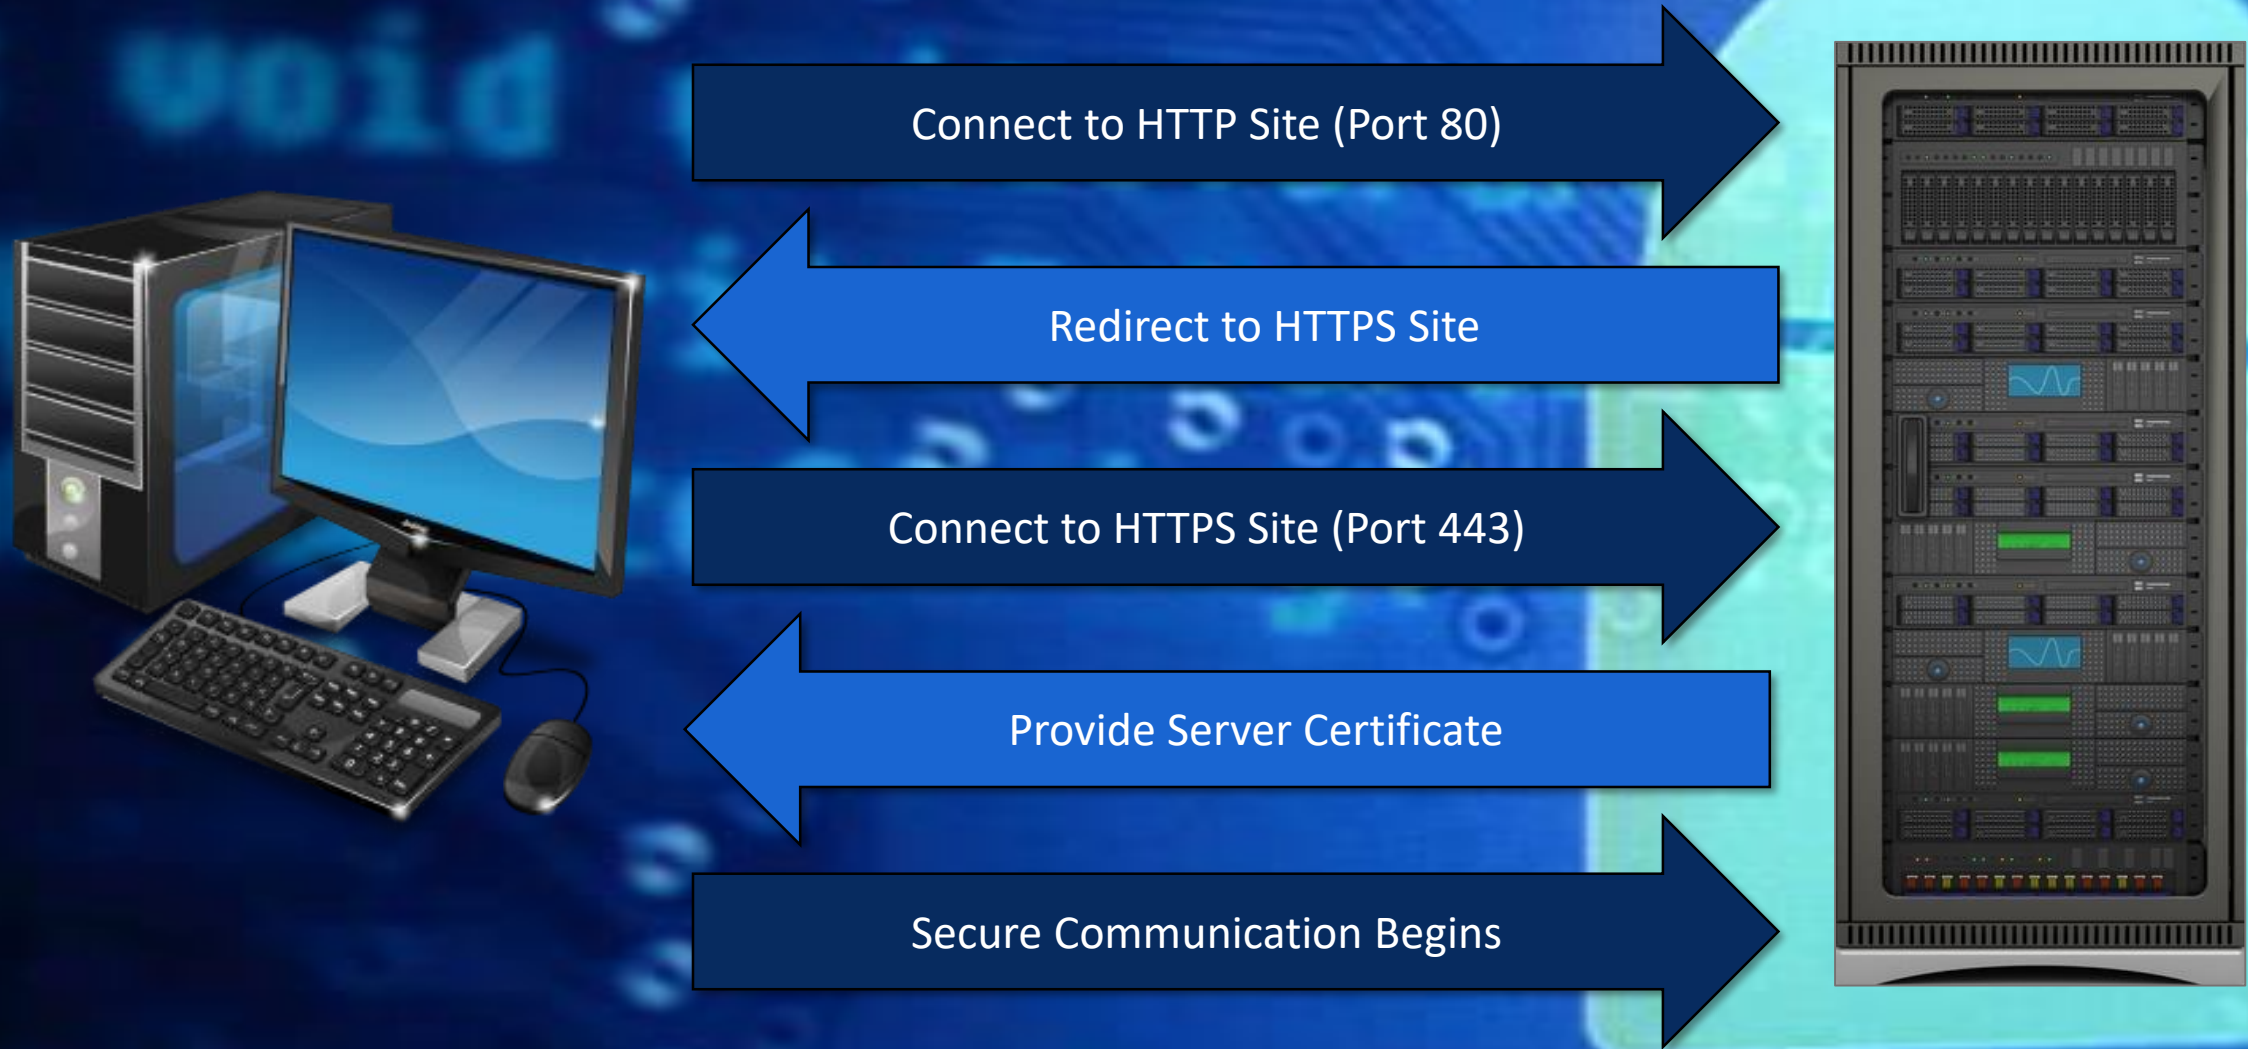 void
Connect to HTTP Site (Port 80)
Redirect to HTTPS Site
Connect to HTTPS Site (Port 443)
Provide Server Certificate
Secure Communication Begins